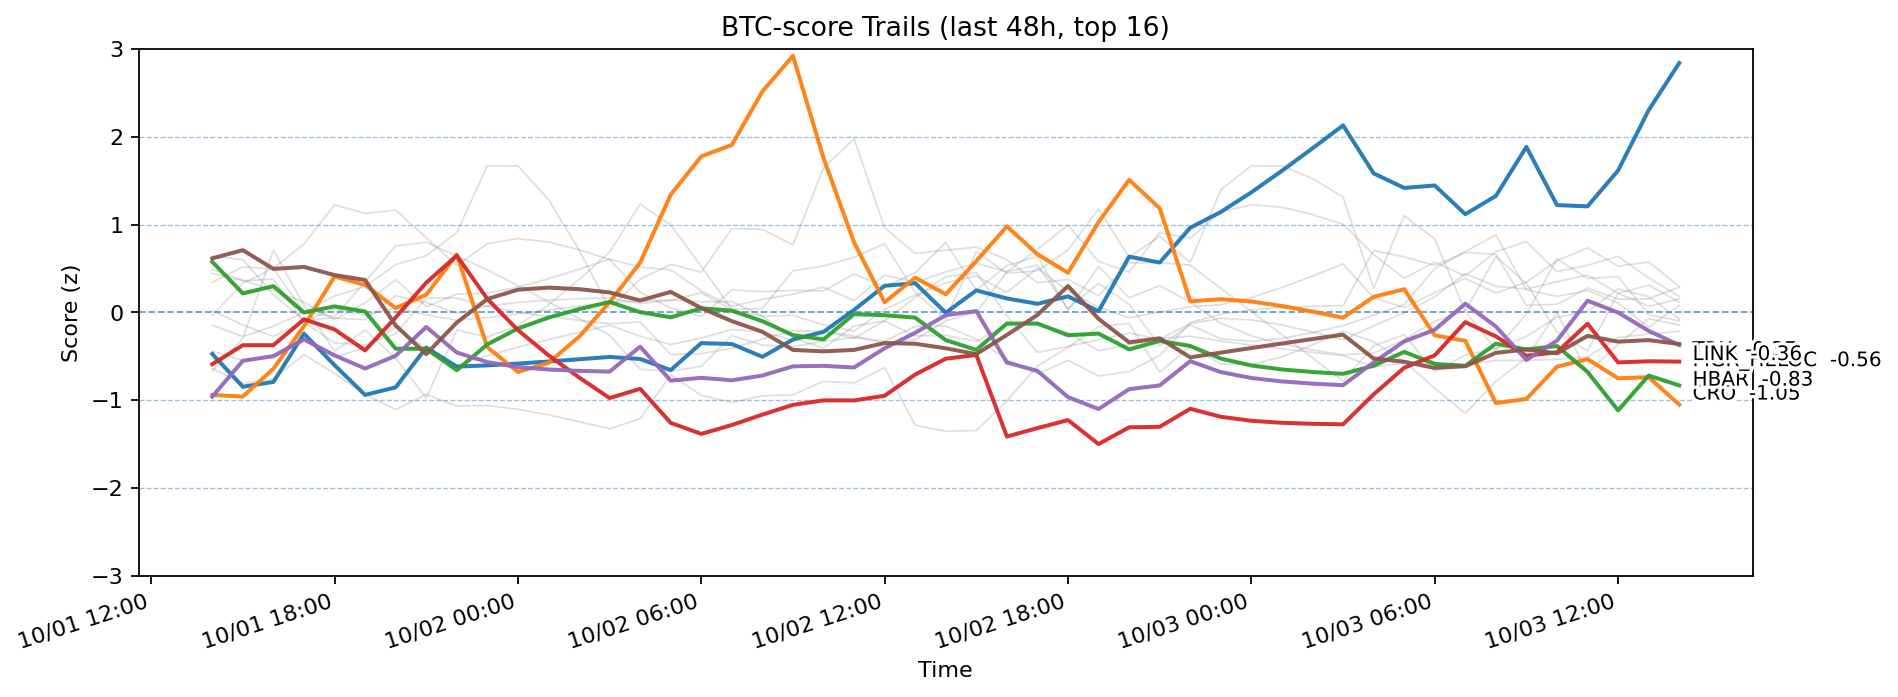 BTC-score Trails (last 48h, top 16)
Score (z)
3
2
1
0
−1
−2
−3
LINK -0.36
-0.56
HBAR -0.83
CRO -1.05
10/01 12:00
10/01 18:00
10/02 00:00
10/02 06:00
10/02 12:00
10/02 18:00
10/03 00:00
10/03 06:00
10/03 12:00
Time